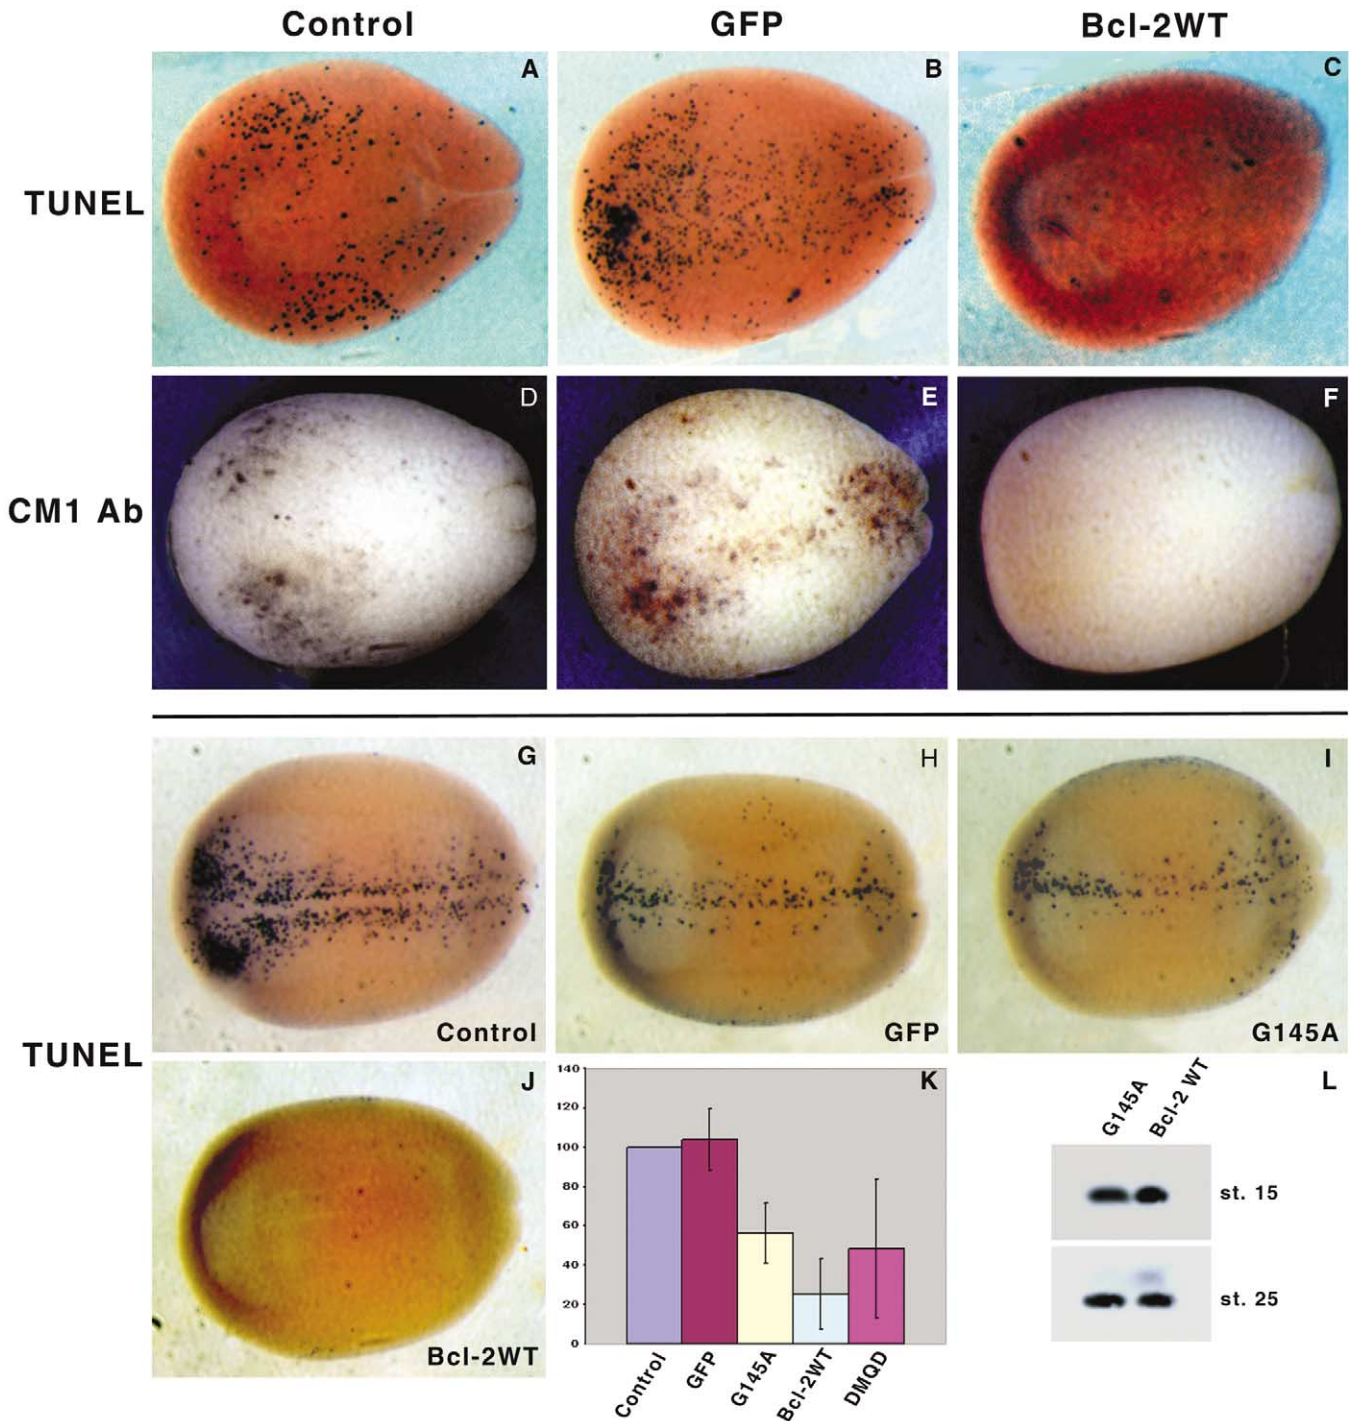 Control GFP Bcl-2WT
A B C
TUNEL
D E F
CM1 Ab
G H I
Control GFP G145A
TUNEL
J K L
140
120
100
80
60
40
20
0
G145A Bcl-2 WT
st. 15
st. 25
Bcl-2WT
Control GFP G145A Bcl-2WT DMQD